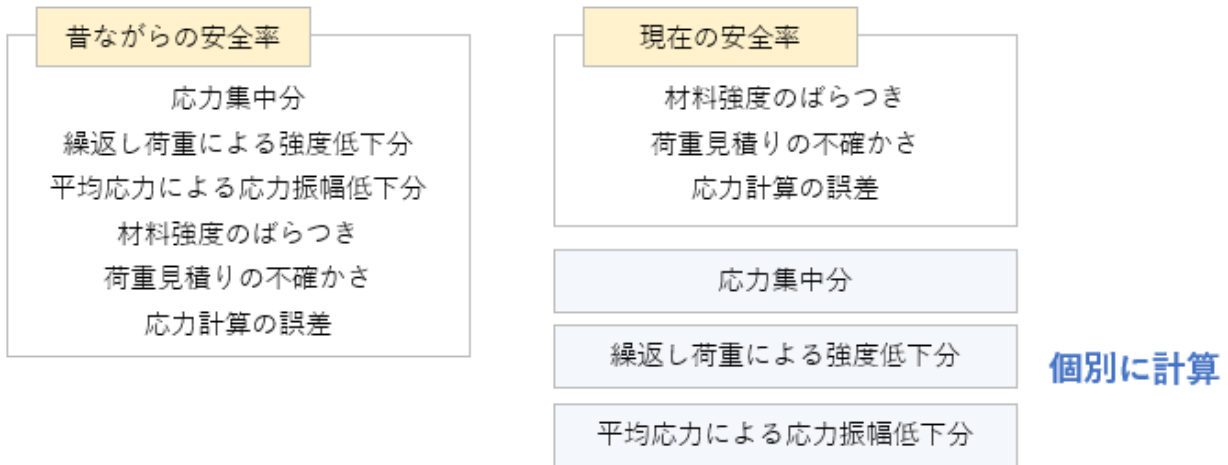 昔ながらの安全率
応力集中分
繰返し荷重による強度低下分
平均応力による応力振幅低下分
材料強度のばらつき
荷重見積りの不確かさ
応力計算の誤差
現在の安全率
材料強度のばらつき
荷重見積りの不確かさ
応力計算の誤差
応力集中分
繰返し荷重による強度低下分
平均応力による応力振幅低下分
個別に計算